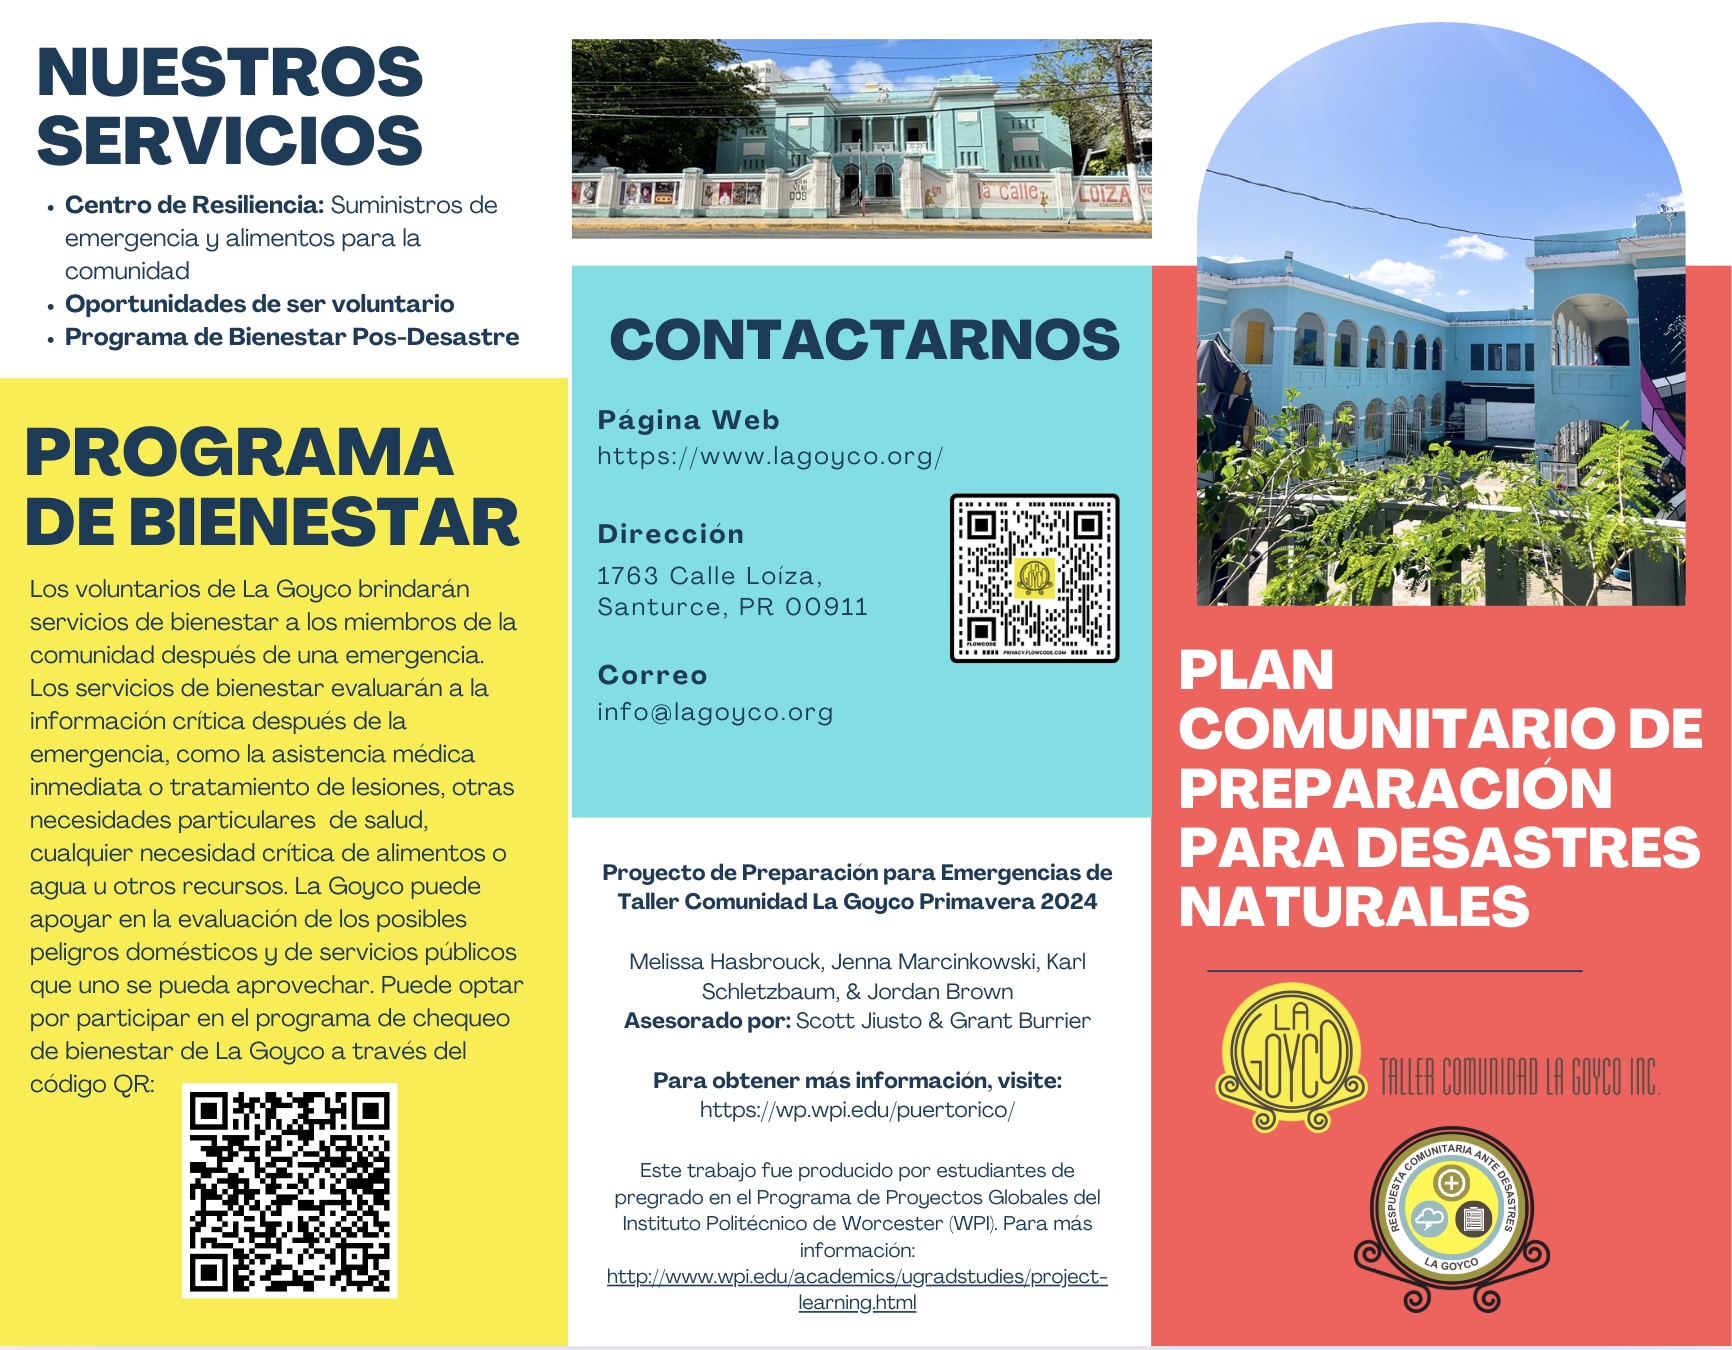 NUESTROS
SERVICIOS
• Centro de Resiliencia: Suministros de
emergencia y alimentos para la
comunidad
• Oportunidades de ser voluntario
• Programa de Bienestar Pos-Desastre
PROGRAMA
DE BIENESTAR
Los voluntarios de La Goyco brindarán
servicios de bienestar a los miembros de la
comunidad después de una emergencia.
Los servicios de bienestar evaluarán a la
información crítica después de la
emergencia, como la asistencia médica
inmediata o tratamiento de lesiones, otras
necesidades particulares  de salud,
cualquier necesidad crítica de alimentos o
agua u otros recursos. La Goyco puede
apoyar en la evaluación de los posibles
peligros domésticos y de servicios públicos
que uno se pueda aprovechar. Puede optar
por participar en el programa de chequeo
de bienestar de La Goyco a través del
código QR:
BIEN
VENI
DOS
en
la calle
LOÍZA
CONTACTARNOS
Página Web
https://www.lagoyco.org/
Dirección
1763 Calle Loíza,
Santurce, PR 00911
LA
GOYCO
FLOWCODE
PRIVACY.FLOWCODE.COM
Correo
info@lagoyco.org
Proyecto de Preparación para Emergencias de
Taller Comunidad La Goyco Primavera 2024
Melissa Hasbrouck, Jenna Marcinkowski, Karl
Schletzbaum, & Jordan Brown
Asesorado por: Scott Jiusto & Grant Burrier
Para obtener más información, visite:
https://wp.wpi.edu/puertorico/
Este trabajo fue producido por estudiantes de
pregrado en el Programa de Proyectos Globales del
Instituto Politécnico de Worcester (WPI). Para más
información:
http://www.wpi.edu/academics/ugradstudies/project-
learning.html
PLAN
COMUNITARIO DE
PREPARACIÓN
PARA DESASTRES
NATURALES
LA
GOYCO
TALLER COMUNIDAD LA GOYCO INC.
RESPUESTA COMUNITARIA ANTE DESASTRES
LA GOYCO